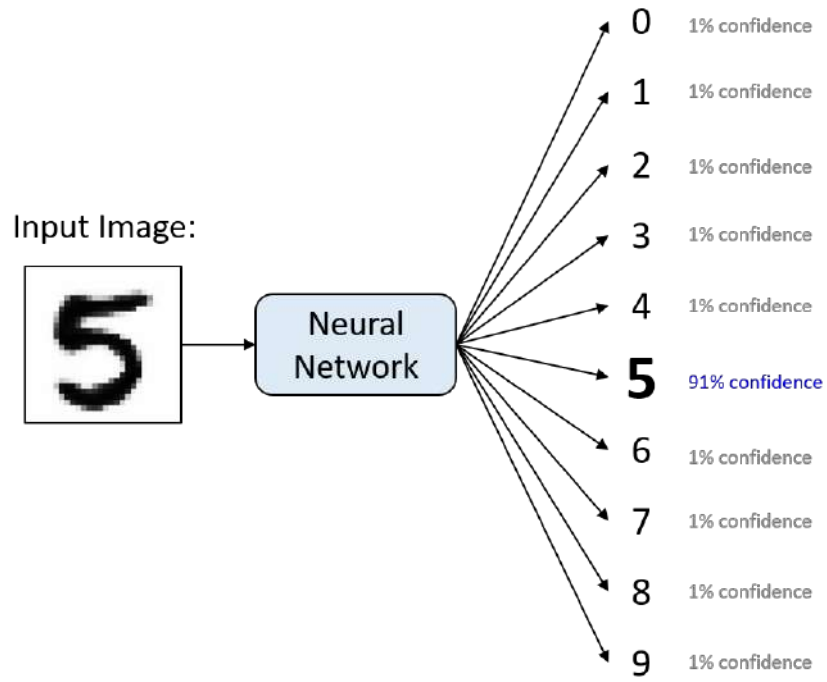 Input Image:
5
Neural
Network
0 1% confidence
1 1% confidence
2 1% confidence
3 1% confidence
4 1% confidence
5 91% confidence
6 1% confidence
7 1% confidence
8 1% confidence
9 1% confidence